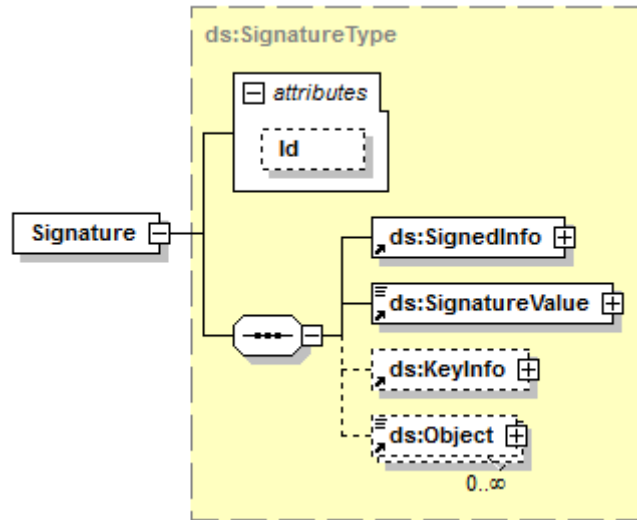 ds:SignatureType
attributes
Id
Signature
ds:SignedInfo
ds:SignatureValue
ds:KeyInfo
ds:Object
0..∞